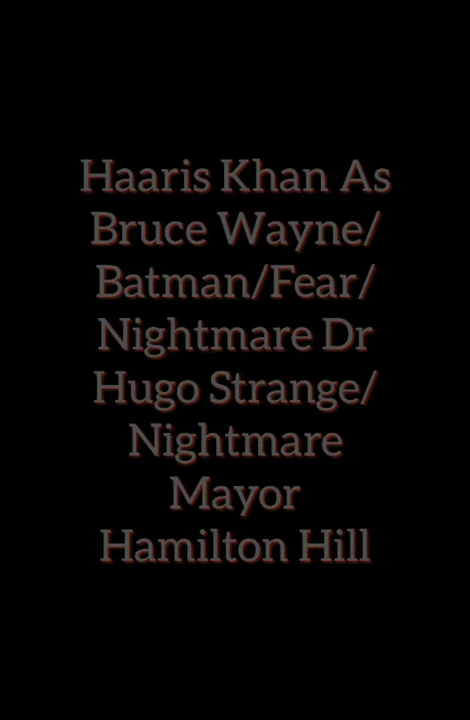 Haaris Khan As
Bruce Wayne/
Batman/Fear/
Nightmare Dr
Hugo Strange/
Nightmare
Mayor
Hamilton Hill